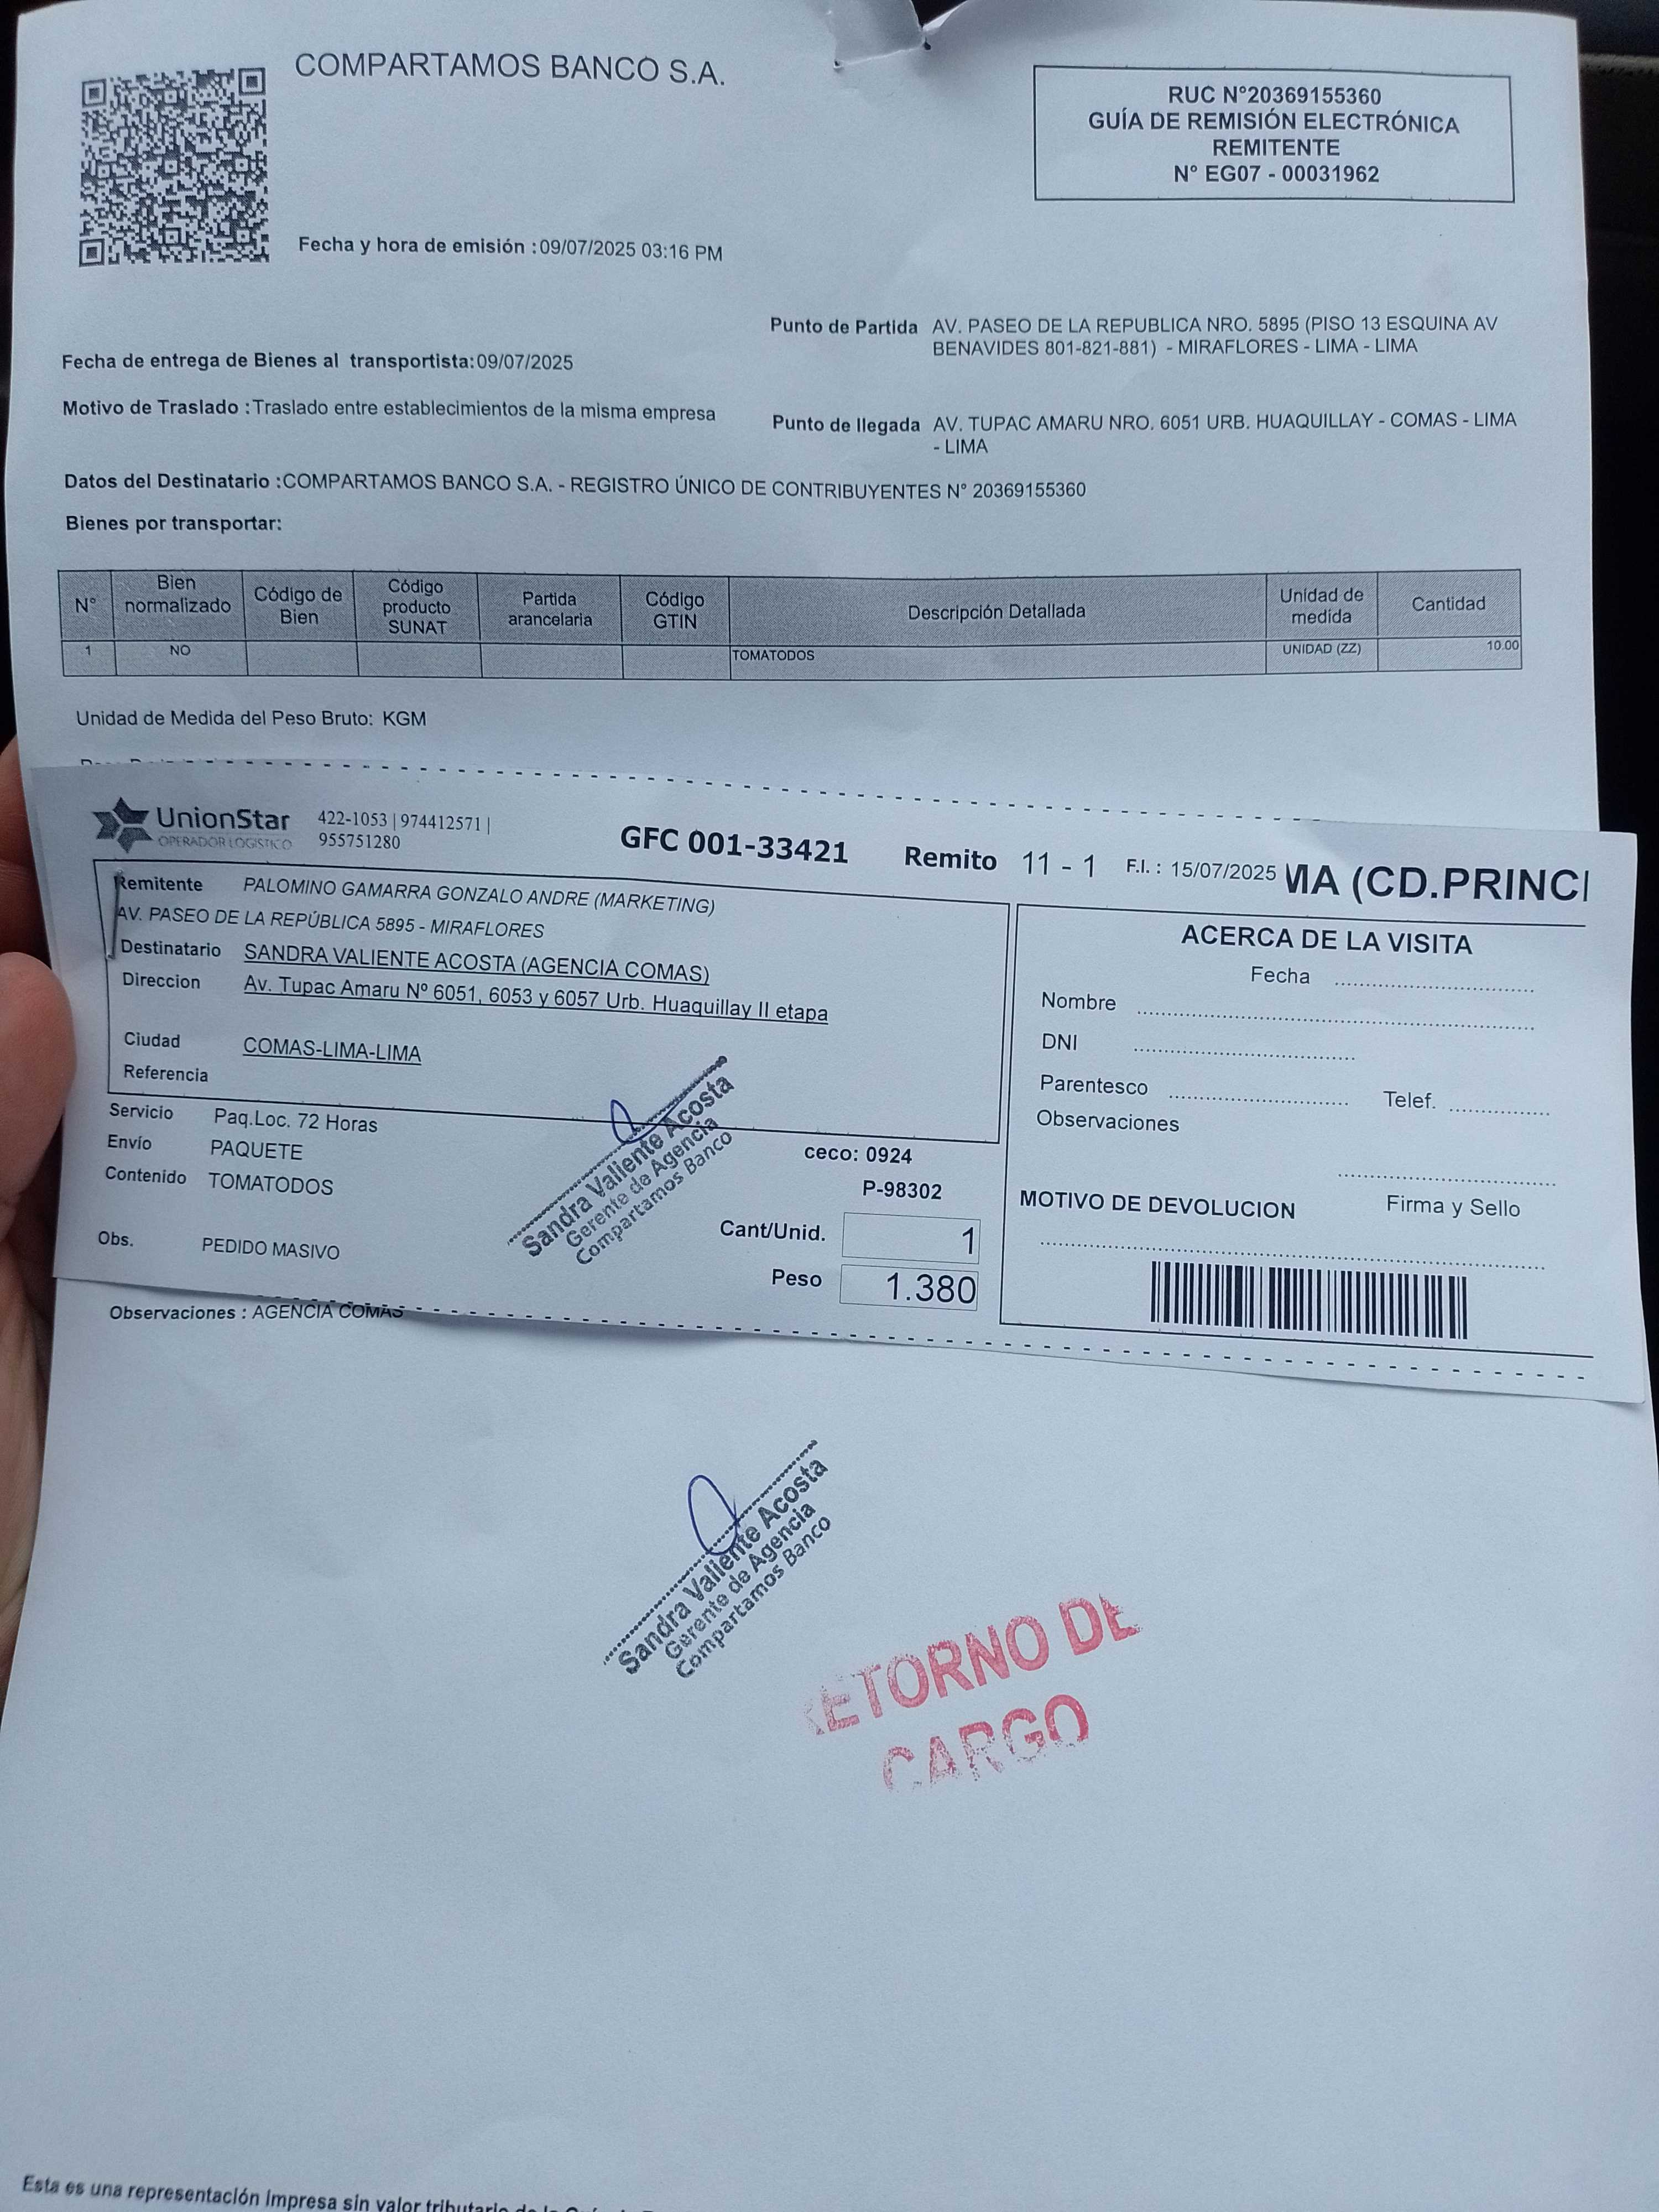 COMPARTAMOS BANCO S.A.
RUC N°20369155360
GUÍA DE REMISIÓN ELECTRÓNICA
REMITENTE
N° EG07 - 00031962
Fecha y hora de emisión :09/07/2025 03:16 PM
Punto de Partida AV. PASEO DE LA REPUBLICA NRO. 5895 (PISO 13 ESQUINA AV
BENAVIDES 801-821-881) - MIRAFLORES - LIMA - LIMA
Fecha de entrega de Bienes al transportista:09/07/2025
Motivo de Traslado :Traslado entre establecimientos de la misma empresa
Punto de llegada AV. TUPAC AMARU NRO. 6051 URB. HUAQUILLAY - COMAS - LIMA
- LIMA
Datos del Destinatario :COMPARTAMOS BANCO S.A. - REGISTRO ÚNICO DE CONTRIBUYENTES N° 20369155360
Bienes por transportar:
N° Bien normalizado Código de Bien Código producto SUNAT Partida arancelaria Código GTIN Descripción Detallada Unidad de medida Cantidad
1 NO TOMATODOS UNIDAD (ZZ) 10.00
Unidad de Medida del Peso Bruto: KGM
UnionStar
OPERADOR LOGISTICO
422-1053 | 974412571 |
955751280
GFC 001-33421 Remito 11 - 1 F.I. : 15/07/2025 MA (CD.PRINCI
Remitente PALOMINO GAMARRA GONZALO ANDRE (MARKETING)
AV. PASEO DE LA REPÚBLICA 5895 - MIRAFLORES
Destinatario SANDRA VALIENTE ACOSTA (AGENCIA COMAS)
Direccion Av. Tupac Amaru Nº 6051, 6053 y 6057 Urb. Huaquillay II etapa
Ciudad COMAS-LIMA-LIMA
Referencia
Servicio Paq.Loc. 72 Horas
Envío PAQUETE
Contenido TOMATODOS
Obs. PEDIDO MASIVO
Sandra Valiente Acosta
Gerente de Agencia
Compartamos Banco
ceco: 0924
P-98302
Cant/Unid. 1
Peso 1.380
ACERCA DE LA VISITA
Fecha
Nombre
DNI
Parentesco Telef.
Observaciones
Firma y Sello
MOTIVO DE DEVOLUCION
Observaciones : AGENCIA COMAS
Sandra Valiente Acosta
Gerente de Agencia
Compartamos Banco
RETORNO DE
CARGO
Esta es una representación impresa sin valor tributario de la